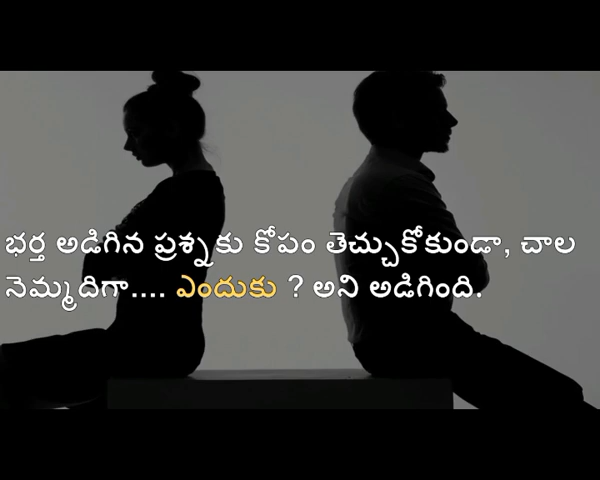 భర్త అడిగిన ప్రశ్నకు కోపం తెచ్చుకోకుండా, చాల
నెమ్మదిగా.... ఎందుకు ? అని అడిగింది.